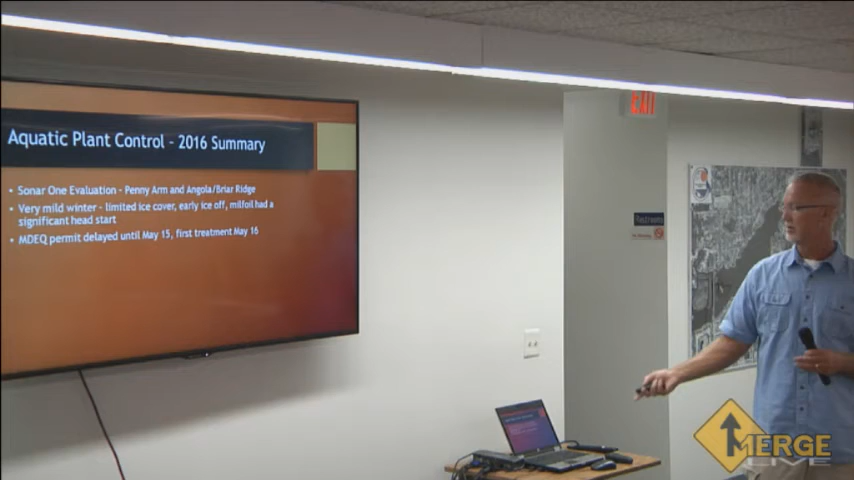 Aquatic Plant Control - 2016 Summary
• Sonar One Evaluation - Penny Arm and Angola/Briar Ridge
• Very mild winter - limited ice cover, early ice off, milfoil had a
significant head start
• MDEQ permit delayed until May 15, first treatment May 16
EXIT
Restrooms
MERGE
LIVE